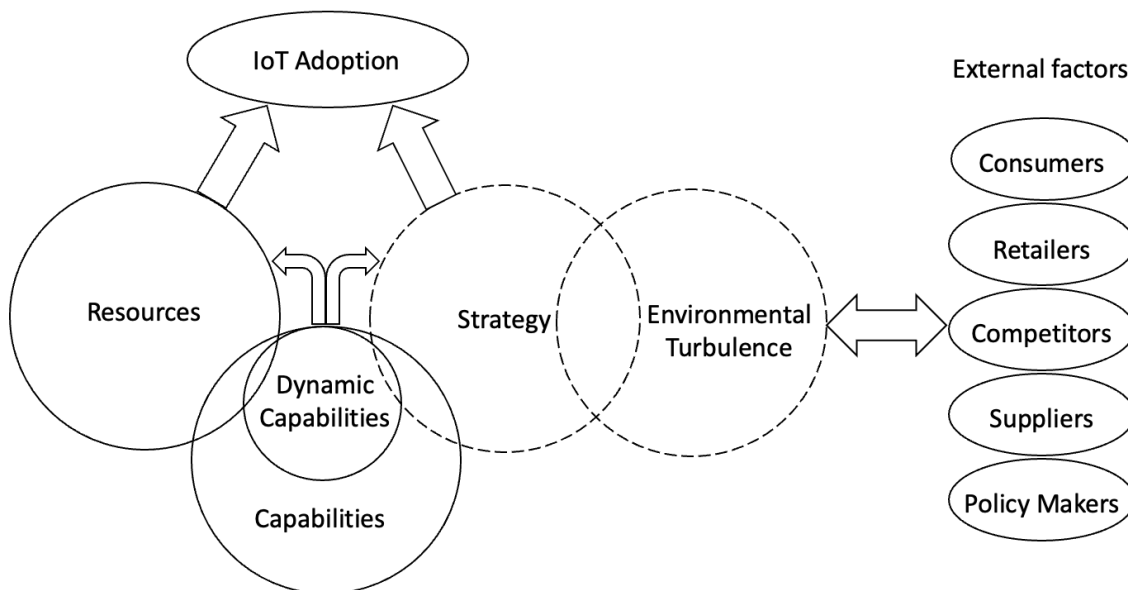 IoT Adoption
External factors
Consumers
Retailers
Resources
Strategy
Environmental
Turbulence
Competitors
Dynamic
Capabilities
Suppliers
Capabilities
Policy Makers